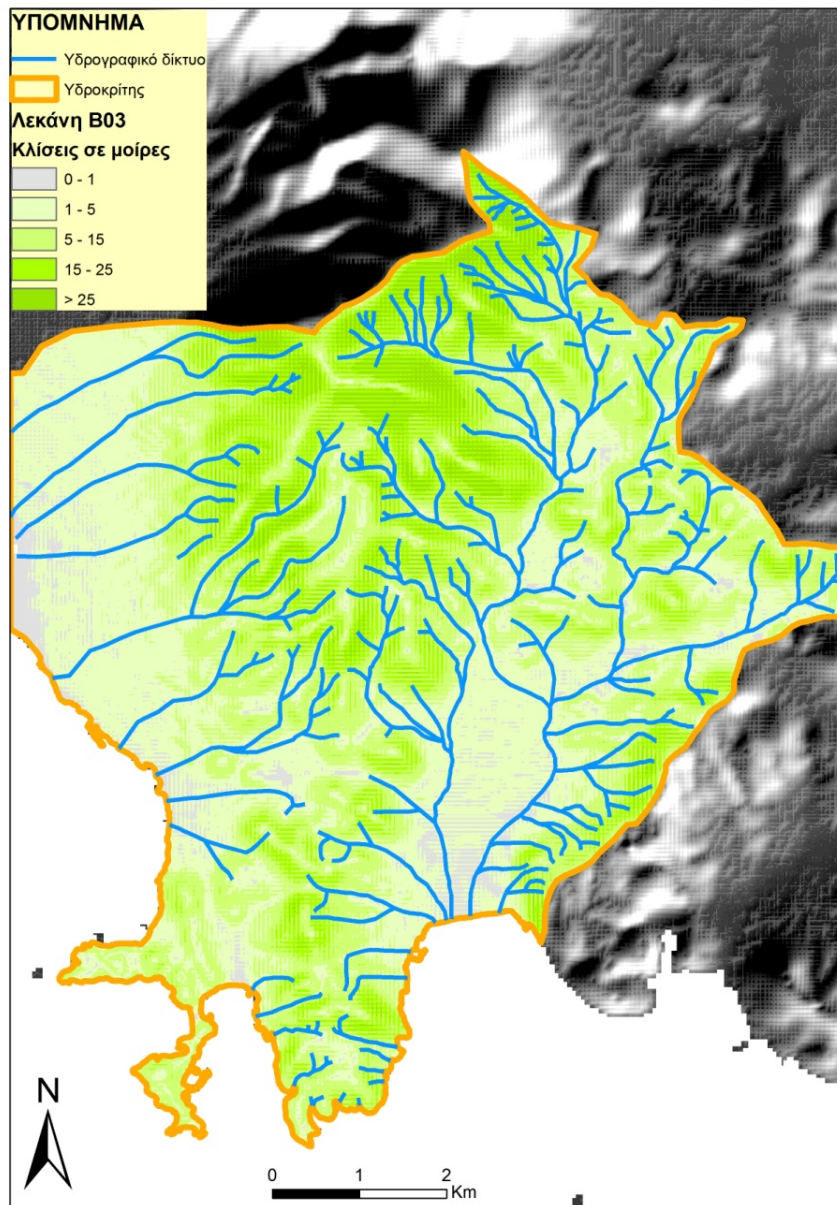 ΥΠΟΜΝΗΜΑ
Υδρογραφικό δίκτυο
Υδροκρίτης
Λεκάνη Β03
Κλίσεις σε μοίρες
0 - 1
1 - 5
5 - 15
15 - 25
> 25
N
0 1 2
Km